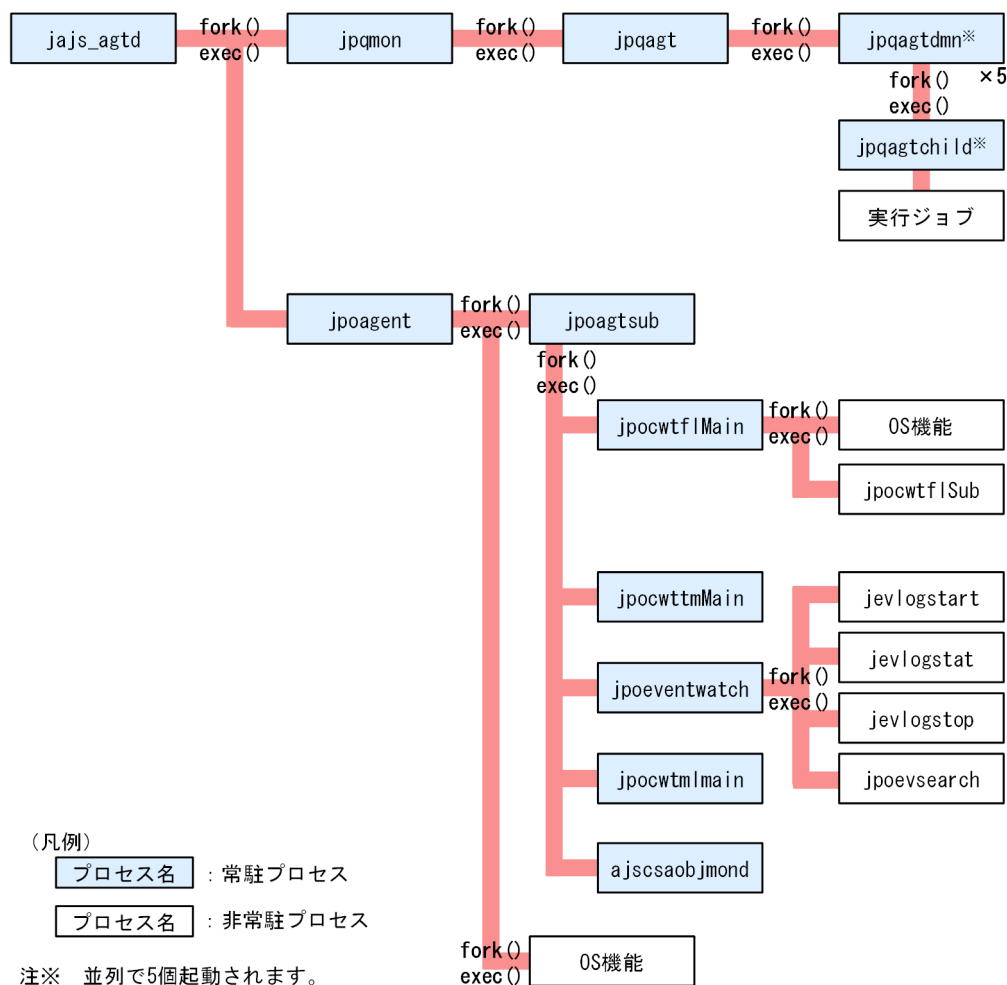 jajs_agtd
fork()
exec()
jpqmon
fork()
exec()
jpqagt
fork()
exec()
jpqagtdmn※
×5
fork()
exec()
jpqagtchild※
実行ジョブ
jpoagent
fork()
exec()
jpoagtsub
fork()
exec()
jpocwtflMain
fork()
exec()
OS機能
jpocwtflSub
jpocwttmMain
jpoeventwatch
fork()
exec()
jevlogstart
jevlogstat
jevlogstop
jpoevsearch
jpocwtmlmain
ajscsaobjmond
fork()
exec()
OS機能
(凡例)
プロセス名 : 常駐プロセス
プロセス名 : 非常駐プロセス
注※ 並列で5個起動されます。